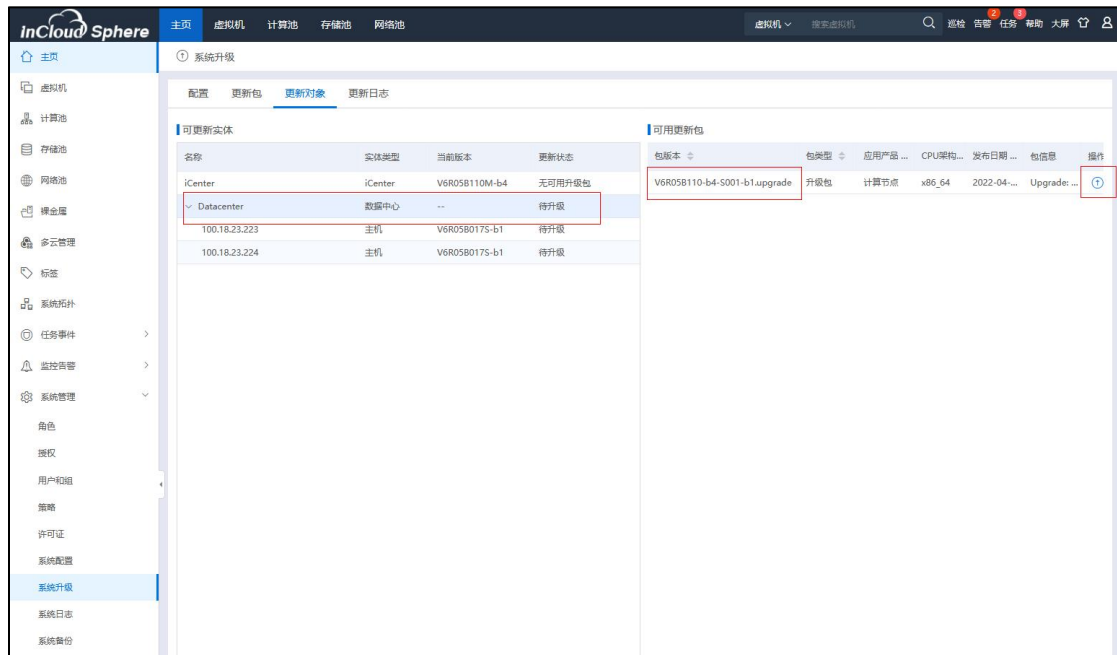 inCloud Sphere
主页 虚拟机 计算池 存储池 网络池
虚拟机 搜索虚拟机 巡检 告警 2 任务 3 帮助 大屏
主页
虚拟机
计算池
存储池
网络池
裸金属
多云管理
标签
系统拓扑
任务事件
监控告警
系统管理
角色
授权
用户和组
策略
许可证
系统配置
系统升级
系统日志
系统备份
系统升级
配置 更新包 更新对象 更新日志
可更新实体
名称 实体类型 当前版本 更新状态
iCenter iCenter V6R05B110M-b4 无可用升级包
Datacenter 数据中心 -- 待升级
100.18.23.223 主机 V6R05B017S-b1 待升级
100.18.23.224 主机 V6R05B017S-b1 待升级
可用更新包
包版本 包类型 应用产品 ... CPU架构... 发布日期 ... 包信息 操作
V6R05B110-b4-S001-b1.upgrade 升级包 计算节点 x86_64 2022-04-... Upgrade: ...